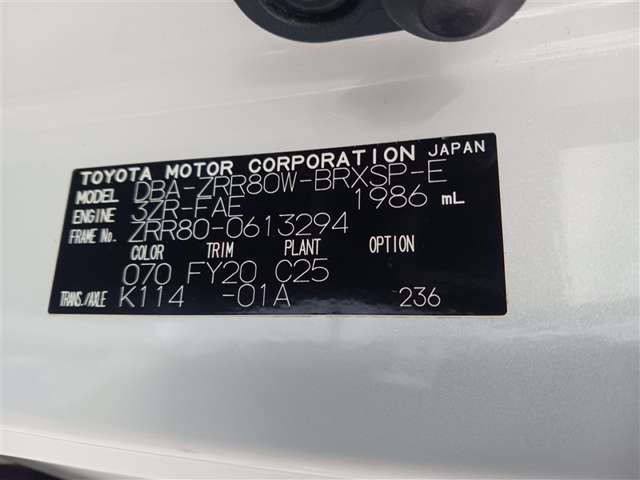 TOYOTA MOTOR CORPORATION JAPAN
MODEL DBA-ZRR80W-BRXSP-E
ENGINE 3ZR-FAE 1986 mL
FRAME No. ZRR80-0613294
COLOR TRIM PLANT OPTION
070 FY20 C25
TRANS./AXLE K114 -01A 236